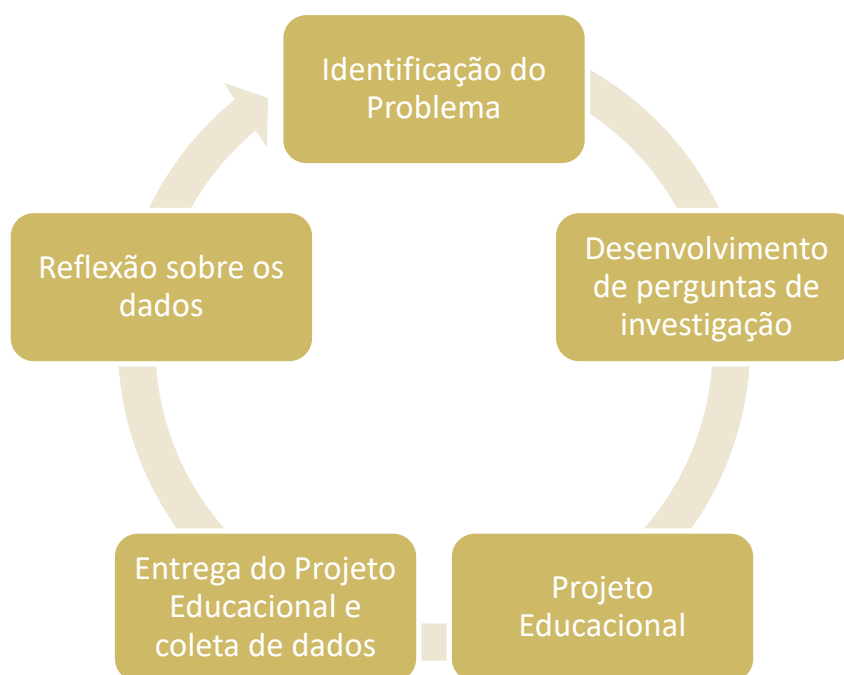 Identificação do
Problema
Desenvolvimento
de perguntas de
investigação
Projeto
Educacional
Entrega do Projeto
Educacional e
coleta de dados
Reflexão sobre os
dados